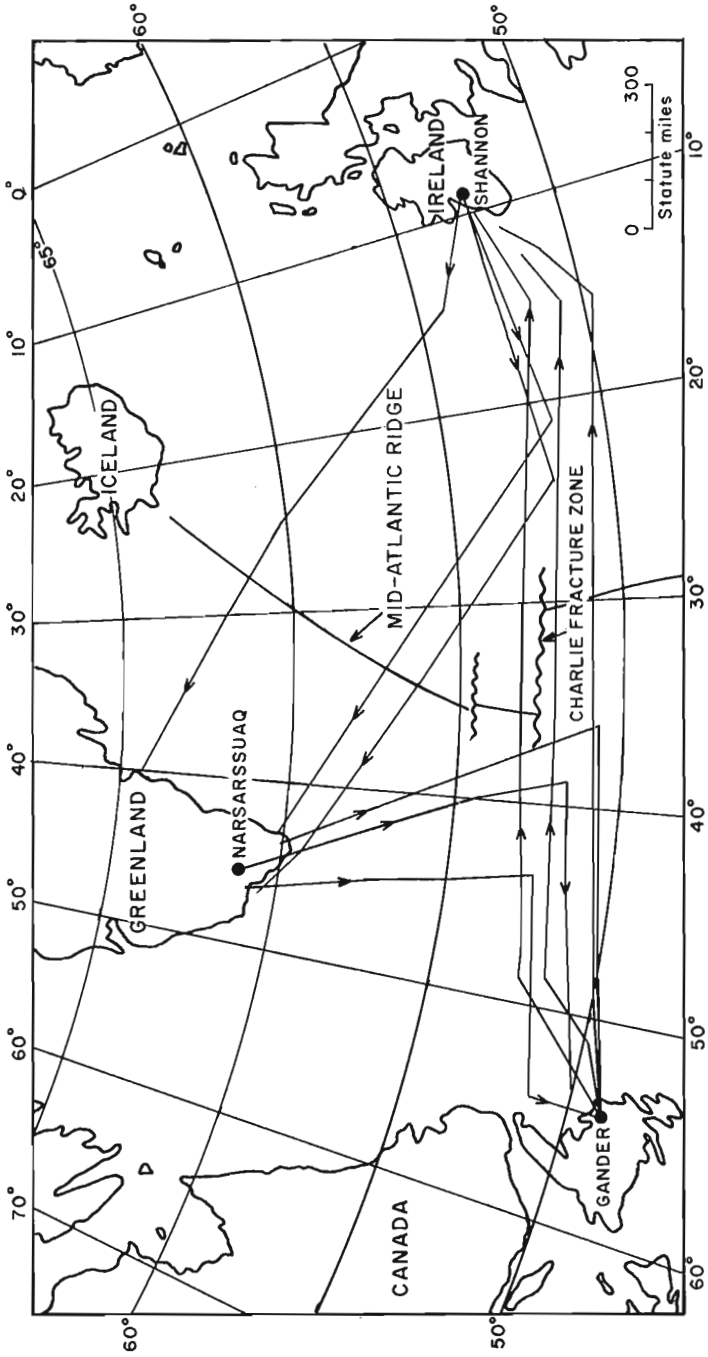 70°
60°
50°
40°
30°
20°
10°
0°
65°
60°
60°
GREENLAND
ICELAND
NARSARSSUAQ
MID-ATLANTIC RIDGE
CANADA
IRELAND
SHANNON
50°
50°
CHARLIE FRACTURE ZONE
GANDER
0
300
Statute miles
60°
50°
40°
30°
20°
10°